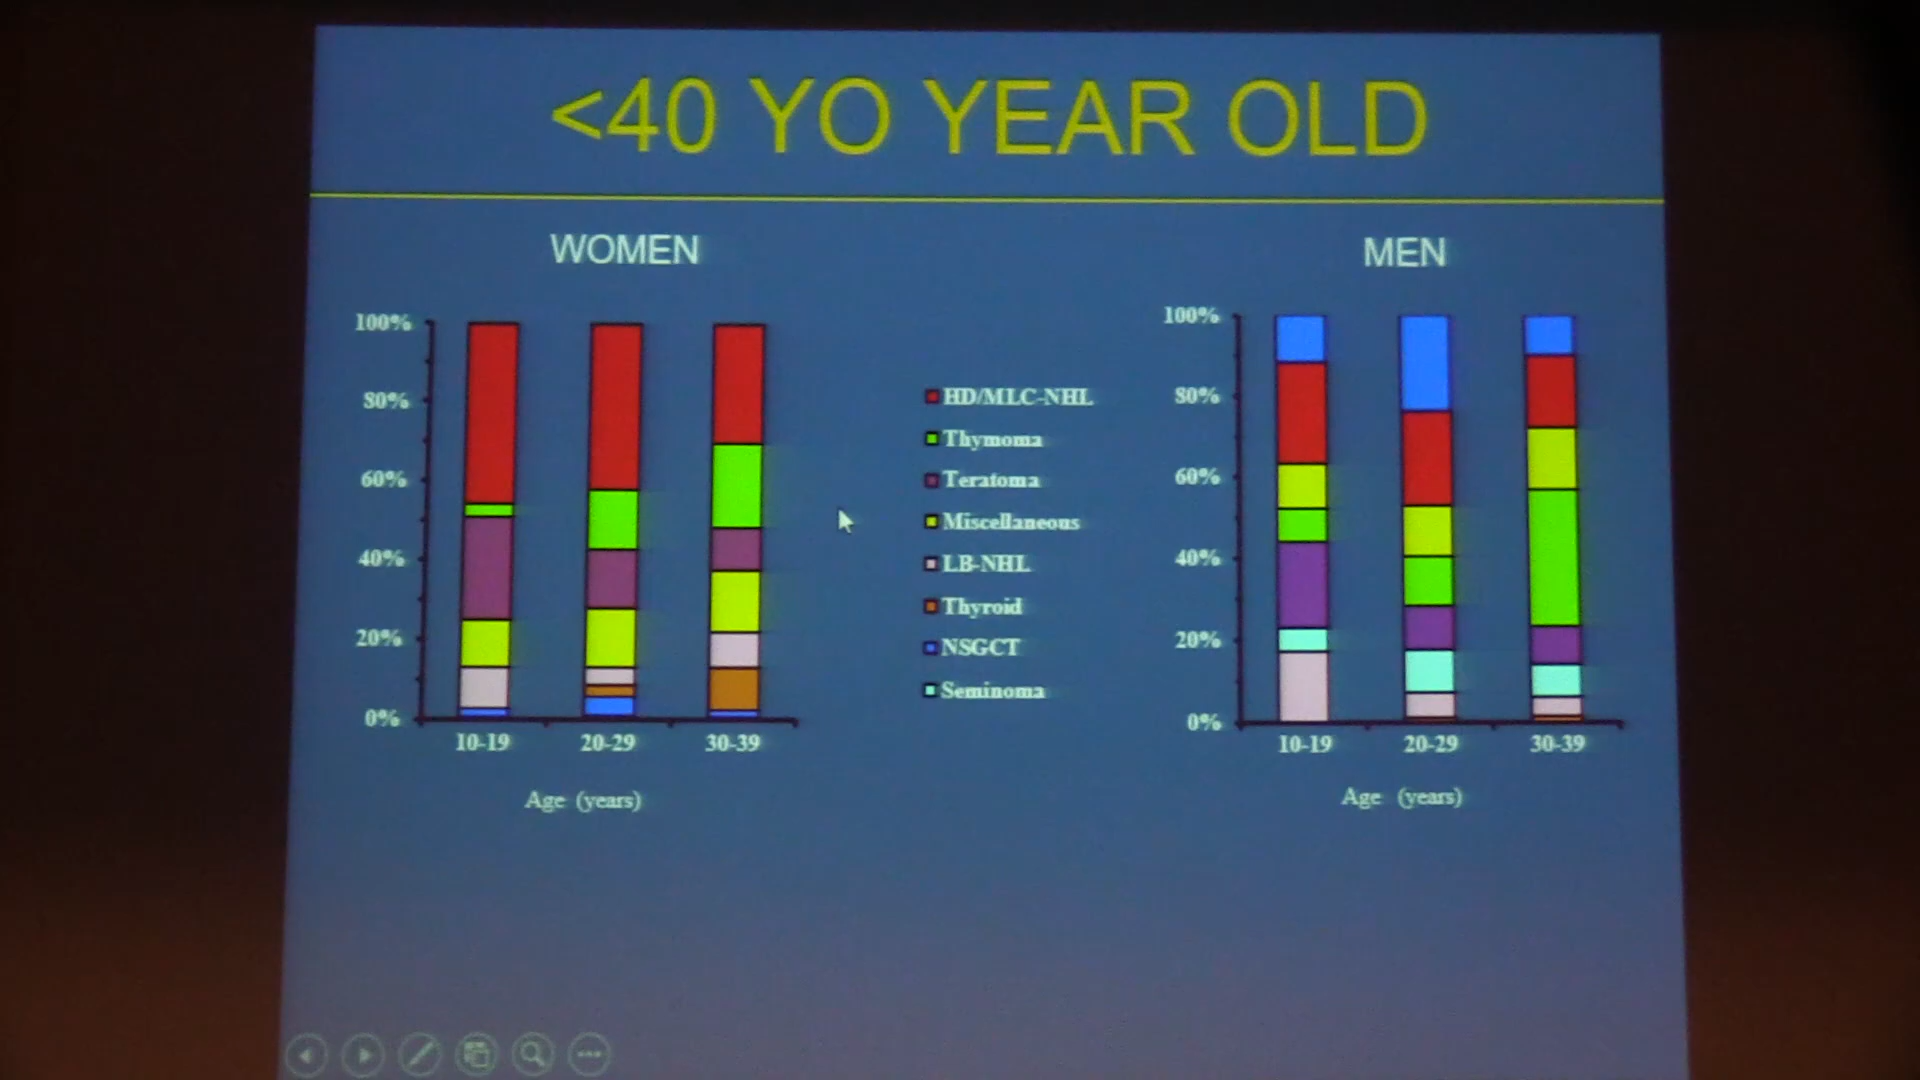 <40 YO YEAR OLD
WOMEN
100%
80%
60%
40%
20%
0%
10-19 20-29 30-39
Age (years)
HD/MLC-NHL
Thymoma
Teratoma
Miscellaneous
LB-NHL
Thyroid
NSGCT
Seminoma
MEN
100%
80%
60%
40%
20%
0%
10-19 20-29 30-39
Age (years)